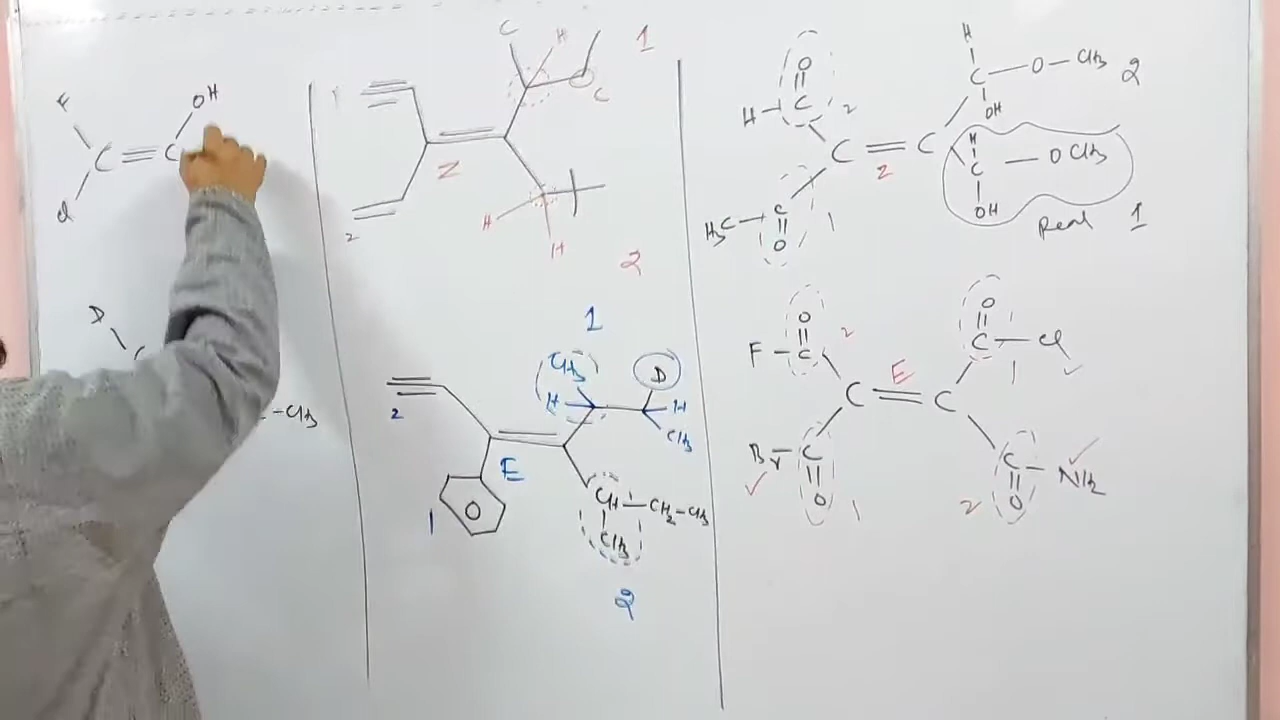 F
OH
C = C
Cl
D
C
-CH3
C
H
1
C
1
Z
2
H
H
2
1
CH3
D
H
H
CH3
2
E
O
1
CH-CH2-CH3
CH3
2
O
H-C
2
H
C-O-CH3
2
OH
C = C
Z
H
C-OCH3
OH
H3C-C
O
1
Real
1
O
F-C
2
O
C-Cl
1
E
C = C
Br-C
O
1
C-NH2
O
2